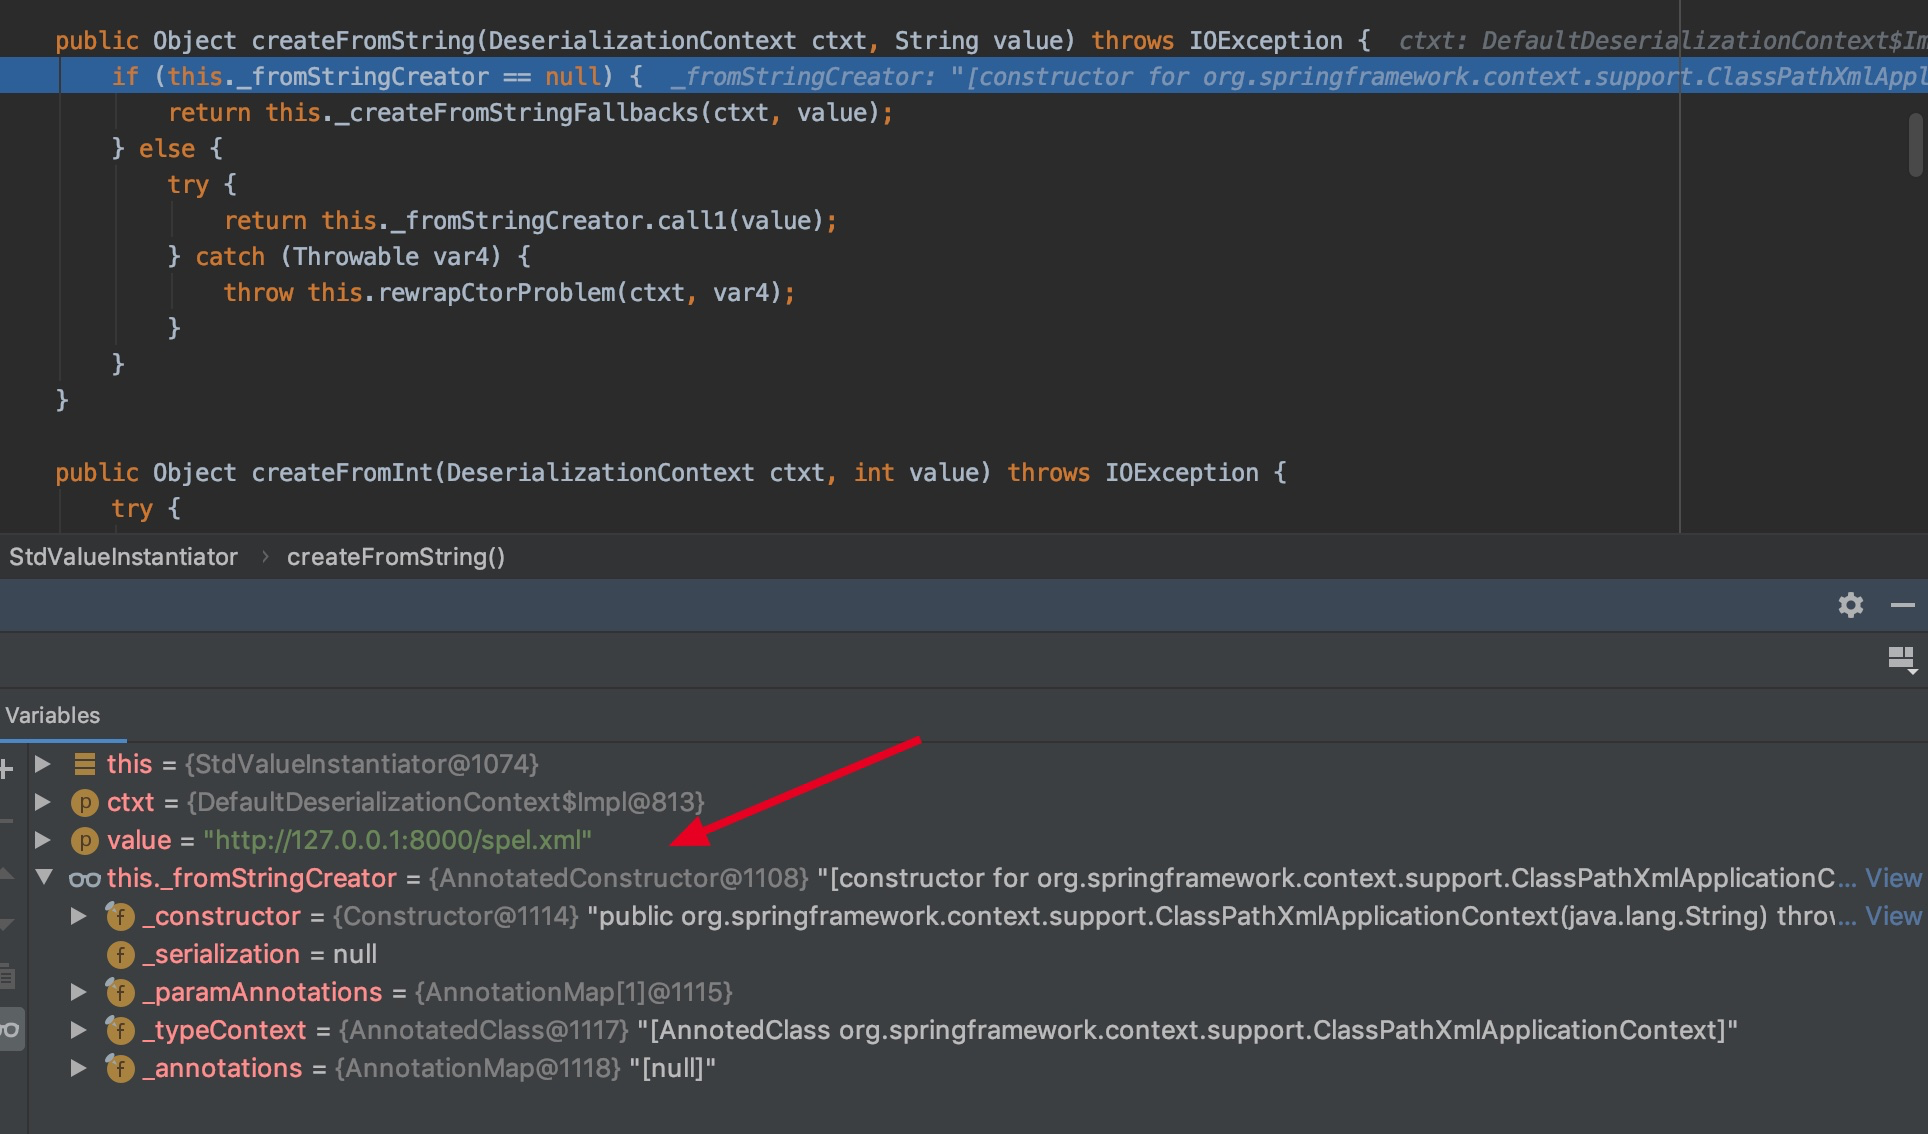 public Object createFromString(DeserializationContext ctxt, String value) throws IOException {  ctxt: DefaultDeserializationContext$Im
if (this._fromStringCreator == null) {  _fromStringCreator: "[constructor for org.springframework.context.support.ClassPathXmlAppl
return this._createFromStringFallbacks(ctxt, value);
} else {
try {
return this._fromStringCreator.call1(value);
} catch (Throwable var4) {
throw this.rewrapCtorProblem(ctxt, var4);
}
}
}
public Object createFromInt(DeserializationContext ctxt, int value) throws IOException {
try {
StdValueInstantiator › createFromString()
Variables
this = {StdValueInstantiator@1074}
p ctxt = {DefaultDeserializationContext$Impl@813}
p value = "http://127.0.0.1:8000/spel.xml"
this._fromStringCreator = {AnnotatedConstructor@1108} "[constructor for org.springframework.context.support.ClassPathXmlApplicationC... View
f _constructor = {Constructor@1114} "public org.springframework.context.support.ClassPathXmlApplicationContext(java.lang.String) throw... View
f _serialization = null
f _paramAnnotations = {AnnotationMap[1]@1115}
f _typeContext = {AnnotatedClass@1117} "[AnnotedClass org.springframework.context.support.ClassPathXmlApplicationContext]"
f _annotations = {AnnotationMap@1118} "[null]"